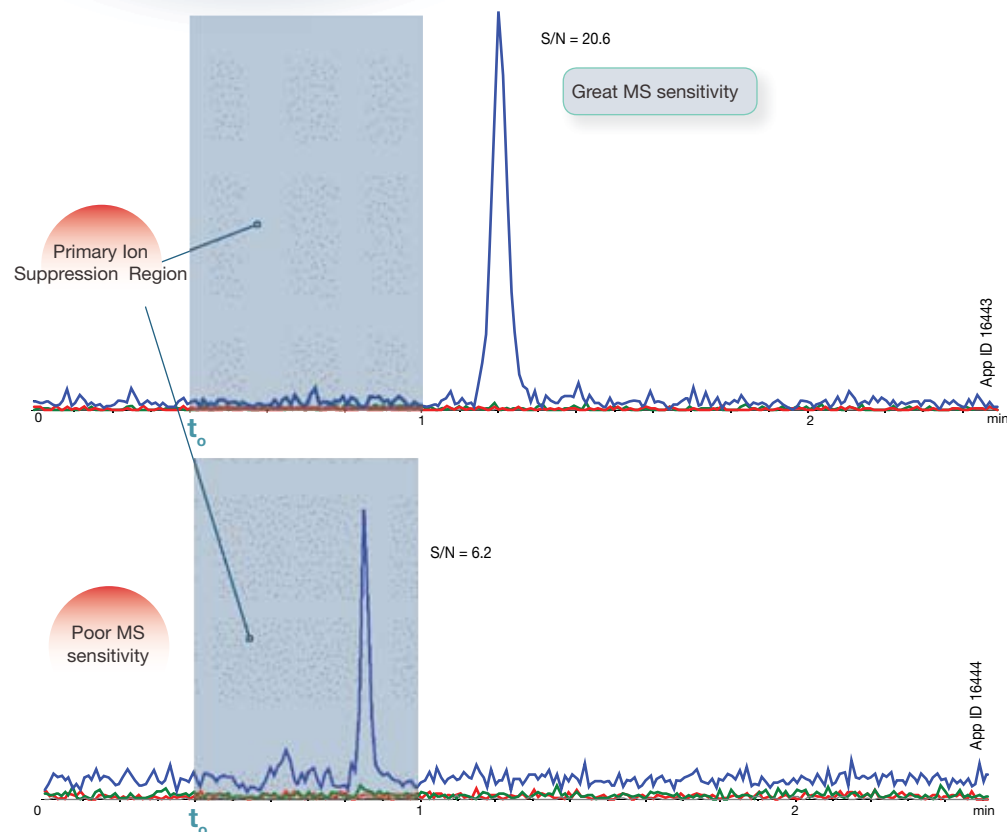 S/N = 20.6
Great MS sensitivity
Primary Ion
Suppression Region
App ID 16443
0
1
2
min
to
S/N = 6.2
Poor MS
sensitivity
App ID 16444
0
1
2
min
to